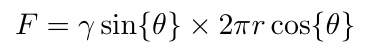 F = γ sin{θ} × 2πr cos{θ}